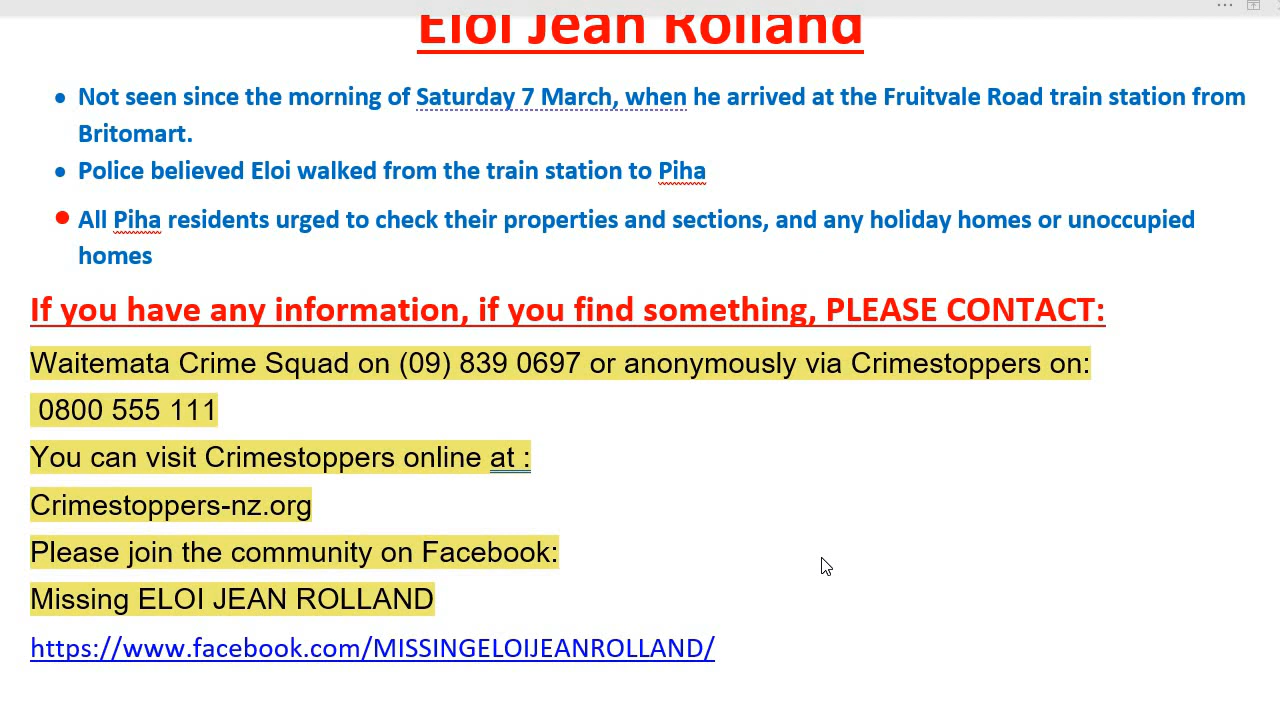 Eloi Jean Rolland
• Not seen since the morning of Saturday 7 March, when he arrived at the Fruitvale Road train station from
Britomart.
• Police believed Eloi walked from the train station to Piha
• All Piha residents urged to check their properties and sections, and any holiday homes or unoccupied
homes
If you have any information, if you find something, PLEASE CONTACT:
Waitemata Crime Squad on (09) 839 0697 or anonymously via Crimestoppers on:
0800 555 111
You can visit Crimestoppers online at :
Crimestoppers-nz.org
Please join the community on Facebook:
Missing ELOI JEAN ROLLAND
https://www.facebook.com/MISSINGELOIJEANROLLAND/